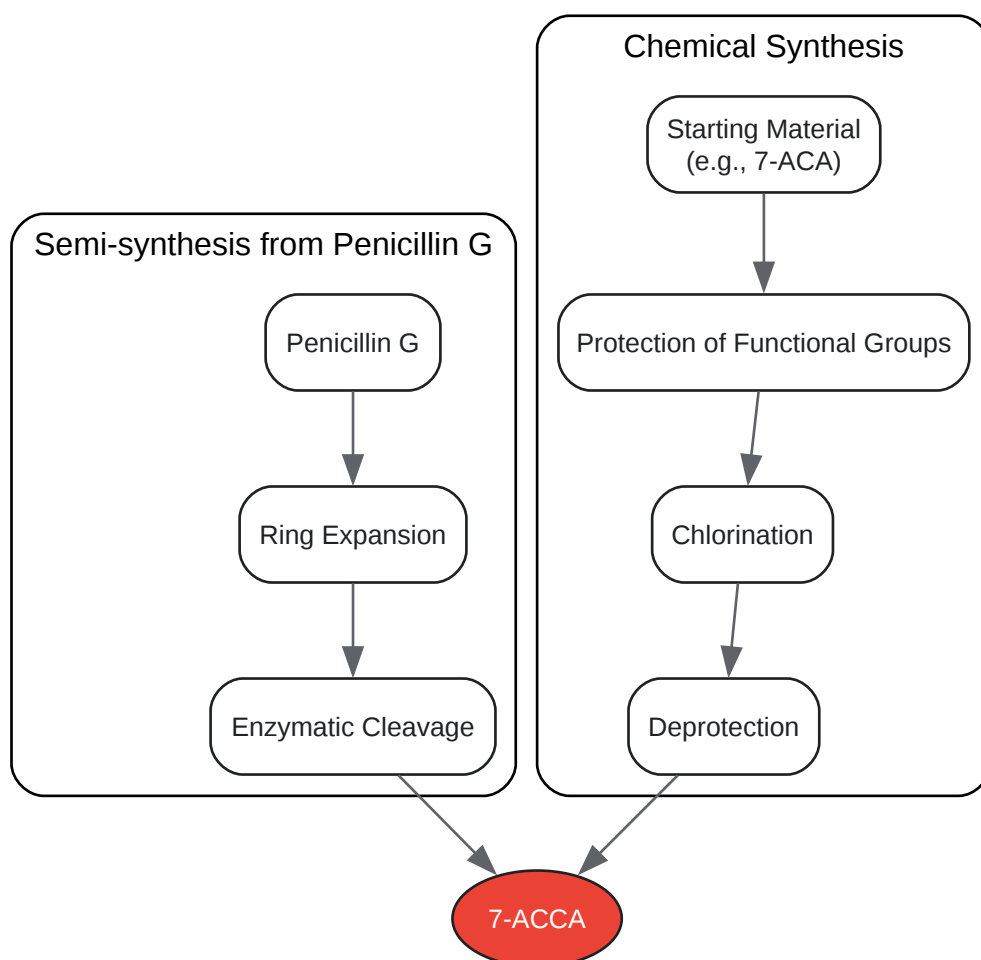 Chemical Synthesis
Starting Material
(e.g., 7-ACA)
Protection of Functional Groups
Chlorination
Deprotection
Semi-synthesis from Penicillin G
Penicillin G
Ring Expansion
Enzymatic Cleavage
7-ACCA